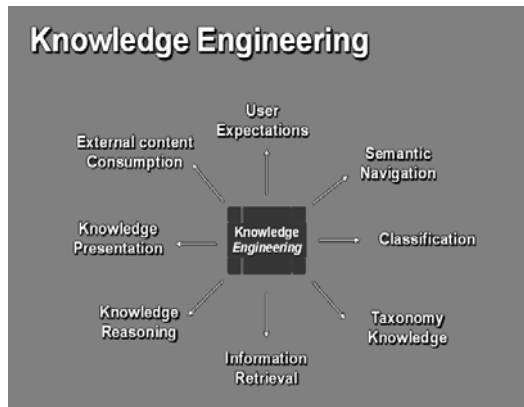 Knowledge Engineering
User
Expectations
External content
Consumption
Semantic
Navigation
Knowledge
Presentation
Knowledge
Engineering
Classification
Knowledge
Reasoning
Taxonomy
Knowledge
Information
Retrieval